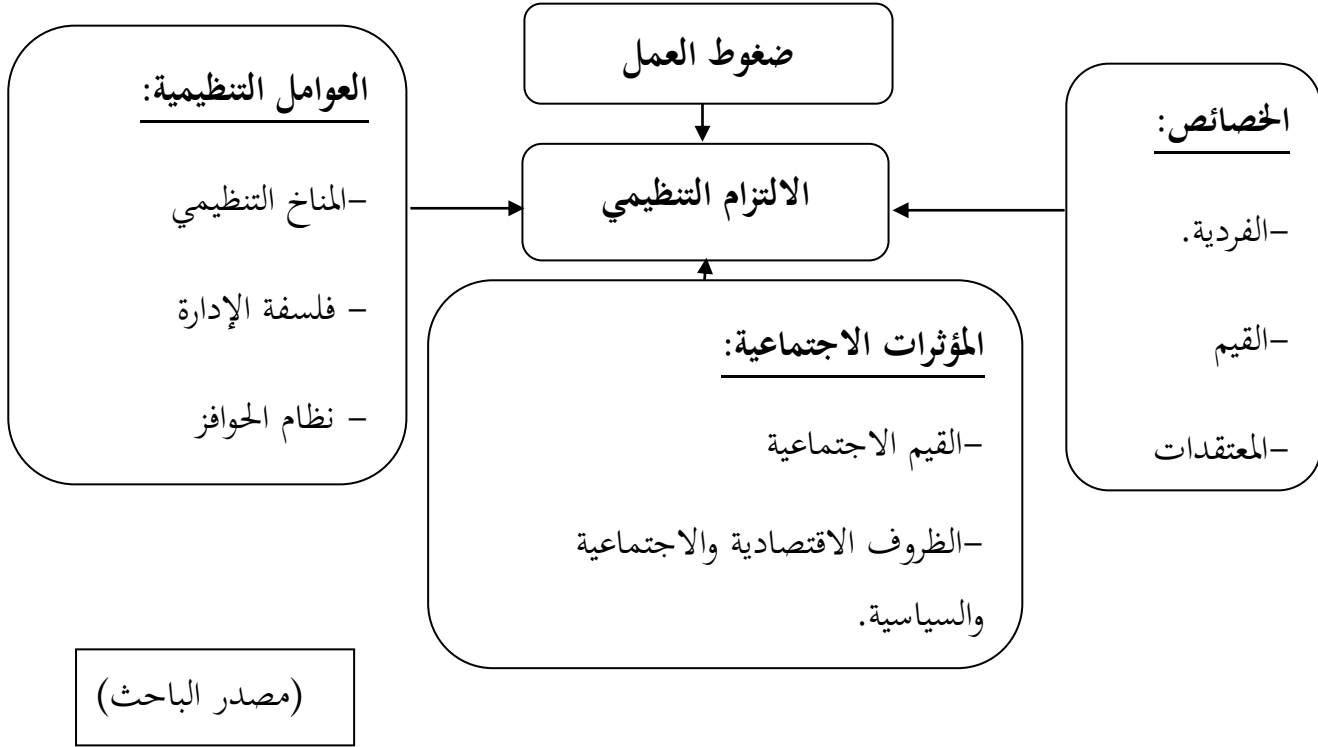 ضغوط العمل
الخصائص:
–الفردية.
–القيم
–المعتقدات
الالتزام التنظيمي
العوامل التنظيمية:
–المناخ التنظيمي
– فلسفة الإدارة
– نظام الحوافز
المؤثرات الاجتماعية:
–القيم الاجتماعية
–الظروف الاقتصادية والاجتماعية
والسياسية.
(مصدر الباحث)